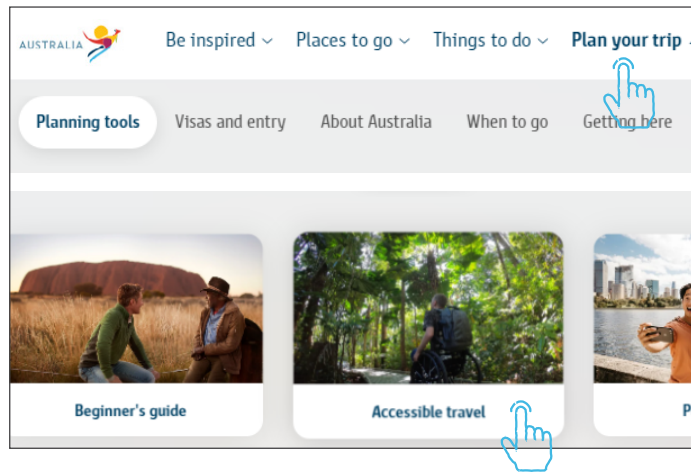 AUSTRALIA Be inspired Places to go Things to do Plan your trip
Planning tools Visas and entry About Australia When to go Getting here
Beginner's guide Accessible travel P